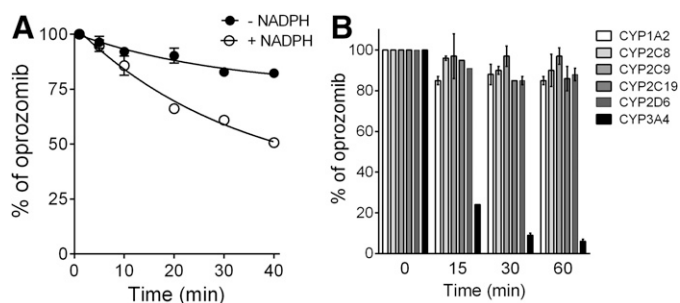 A
% of oprozomib
100
75
50
25
0
- NADPH
+ NADPH
0 10 20 30 40
Time (min)
B
% of oprozomib
100
80
60
40
20
0
0 15 30 60
Time (min)
CYP1A2
CYP2C8
CYP2C9
CYP2C19
CYP2D6
CYP3A4